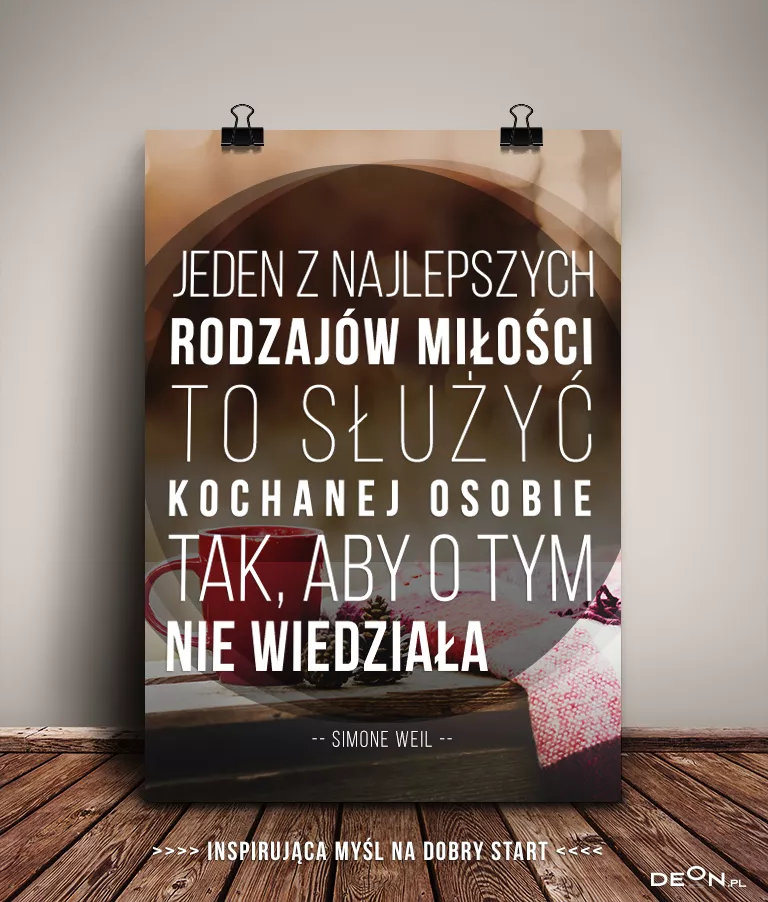 JEDEN Z NAJLEPSZYCH
RODZAJÓW MIŁOŚCI
TO SŁUŻYĆ
KOCHANEJ OSOBIE
TAK, ABY O TYM
NIE WIEDZIAŁA
-- SIMONE WEIL --
>>>> INSPIRUJĄCA MYŚL NA DOBRY START <<<<
DEON.PL